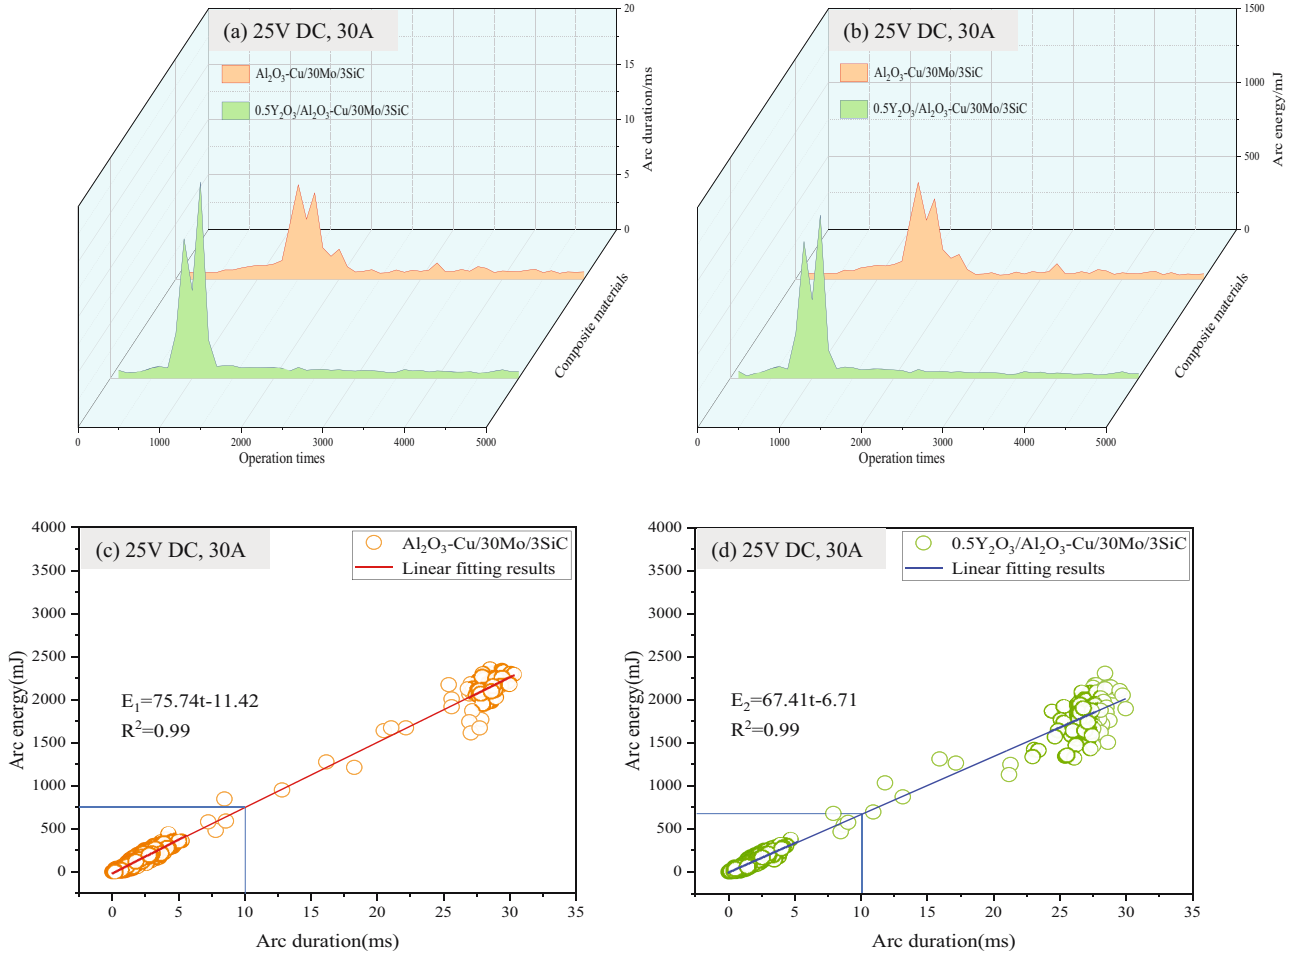 (a) 25V DC, 30A
Al₂O₃-Cu/30Mo/3SiC
0.5Y₂O₃/Al₂O₃-Cu/30Mo/3SiC
20
15
10
5
0
Arc duration/ms
Composite materials
0
1000
2000
3000
4000
5000
Operation times
(b) 25V DC, 30A
Al₂O₃-Cu/30Mo/3SiC
0.5Y₂O₃/Al₂O₃-Cu/30Mo/3SiC
1500
1000
500
0
Arc energy/mJ
Composite materials
0
1000
2000
3000
4000
5000
Operation times
(c) 25V DC, 30A
Al₂O₃-Cu/30Mo/3SiC
Linear fitting results
E₁=75.74t-11.42
R²=0.99
4000
3500
3000
2500
2000
1500
1000
500
0
Arc energy(mJ)
0
5
10
15
20
25
30
35
Arc duration(ms)
(d) 25V DC, 30A
0.5Y₂O₃/Al₂O₃-Cu/30Mo/3SiC
Linear fitting results
E₂=67.41t-6.71
R²=0.99
4000
3500
3000
2500
2000
1500
1000
500
0
Arc energy(mJ)
0
5
10
15
20
25
30
35
Arc duration(ms)